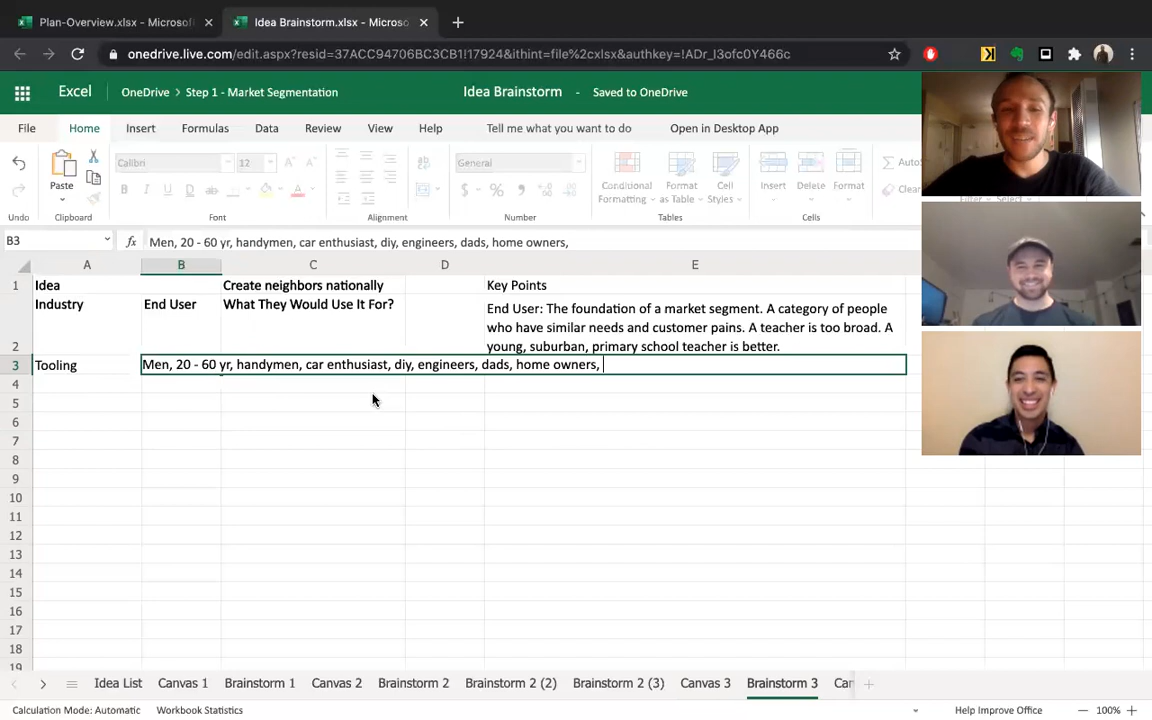 Plan-Overview.xlsx - Microsof
Idea Brainstorm.xlsx - Microso
onedrive.live.com/edit.aspx?resid=37ACC94706BC3CB1!17924&ithint=file%2cxlsx&authkey=!ADr_I3ofc0Y466c
Excel OneDrive > Step 1 - Market Segmentation Idea Brainstorm - Saved to OneDrive
File Home Insert Formulas Data Review View Help Tell me what you want to do Open in Desktop App
Calibri 12 General
Paste
$ % Conditional Formatting Format as Table Cell Styles Insert Delete Format
Undo Clipboard Font Alignment Number Tables Cells
B3 fx Men, 20 - 60 yr, handymen, car enthusiast, diy, engineers, dads, home owners,
A B C D E
1 Idea Create neighbors nationally Key Points
Industry End User What They Would Use It For? End User: The foundation of a market segment. A category of people
who have similar needs and customer pains. A teacher is too broad. A
2 young, suburban, primary school teacher is better.
3 Tooling Men, 20 - 60 yr, handymen, car enthusiast, diy, engineers, dads, home owners,
4
5
6
7
8
9
10
11
12
13
14
15
16
17
18
19
Idea List Canvas 1 Brainstorm 1 Canvas 2 Brainstorm 2 Brainstorm 2 (2) Brainstorm 2 (3) Canvas 3 Brainstorm 3
Calculation Mode: Automatic Workbook Statistics Help Improve Office 100%